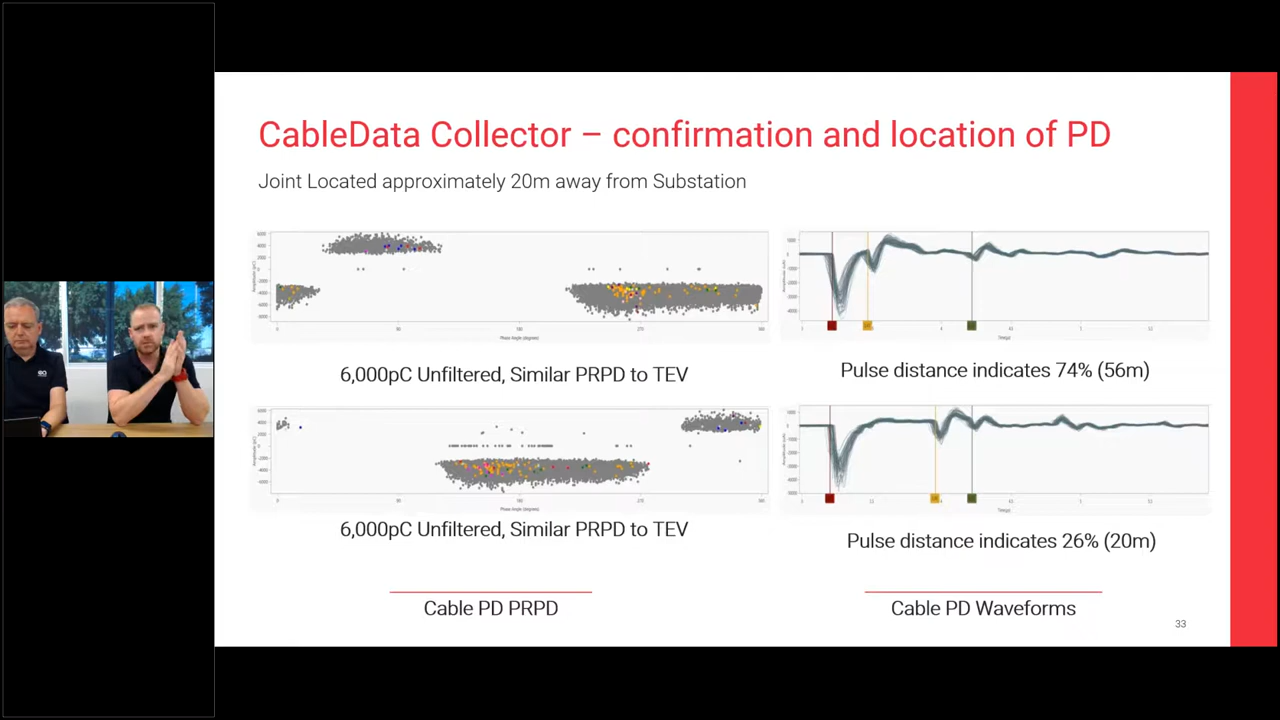 CableData Collector – confirmation and location of PD
Joint Located approximately 20m away from Substation
6,000pC Unfiltered, Similar PRPD to TEV
Pulse distance indicates 74% (56m)
6,000pC Unfiltered, Similar PRPD to TEV
Pulse distance indicates 26% (20m)
Cable PD PRPD
Cable PD Waveforms
33